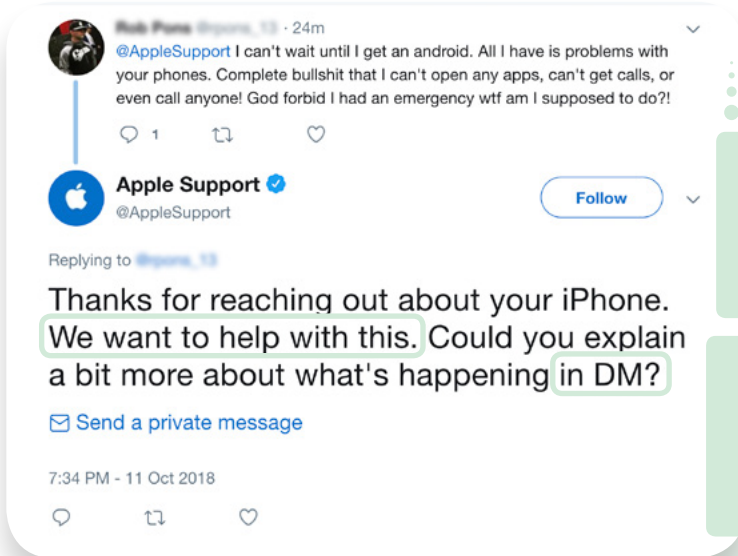 · 24m
@AppleSupport I can't wait until I get an android. All I have is problems with
your phones. Complete bullshit that I can't open any apps, can't get calls, or
even call anyone! God forbid I had an emergency wtf am I supposed to do?!
1
Apple Support
@AppleSupport
Follow
Replying to
Thanks for reaching out about your iPhone.
We want to help with this. Could you explain
a bit more about what's happening in DM?
Send a private message
7:34 PM - 11 Oct 2018